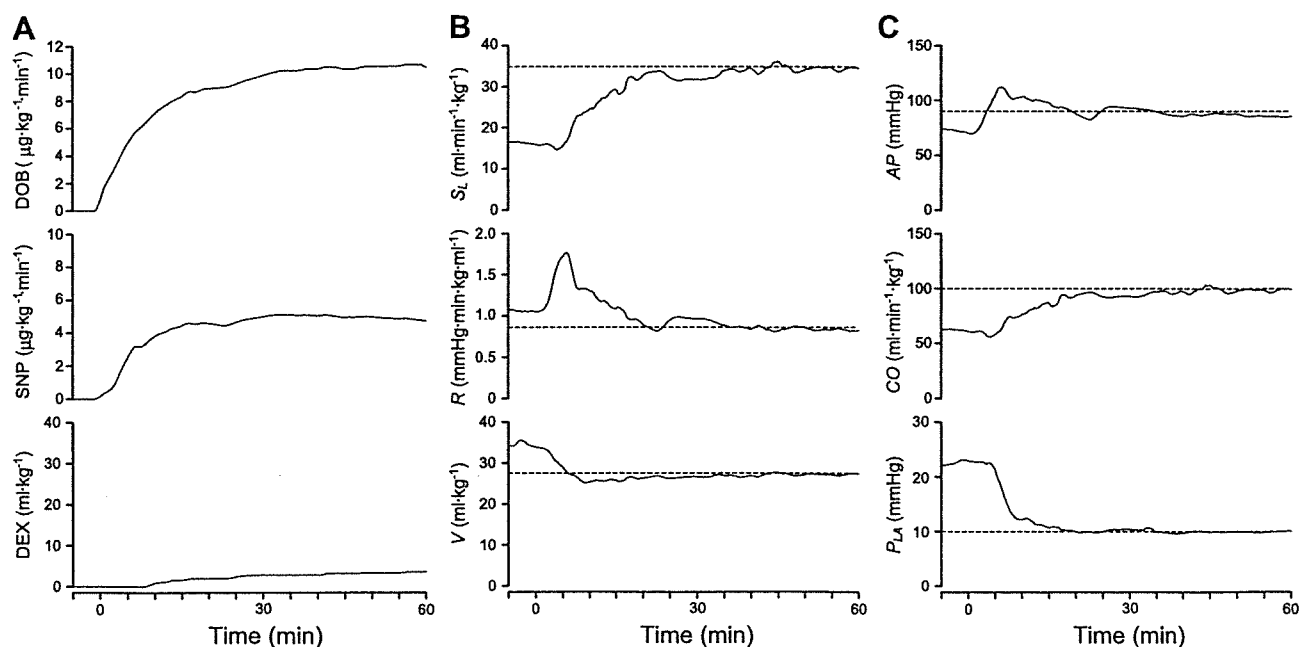 A
12
10
8
6
4
2
0
DOB ( μg·kg⁻¹min⁻¹)
10
8
6
4
2
0
SNP (μg·kg⁻¹·min⁻¹)
40
30
20
10
0
DEX (ml·kg⁻¹)
0 30 60
Time (min)
B
40
30
20
10
0
S_L (ml·min⁻¹·kg⁻¹)
2.0
1.5
1.0
0.5
0.0
R (mmHg·min·kg·ml⁻¹)
40
30
20
10
0
V (ml·kg⁻¹)
0 30 60
Time (min)
C
150
100
50
0
AP (mmHg)
150
100
50
0
CO (ml·min⁻¹·kg⁻¹)
30
20
10
0
P_LA (mmHg)
0 30 60
Time (min)